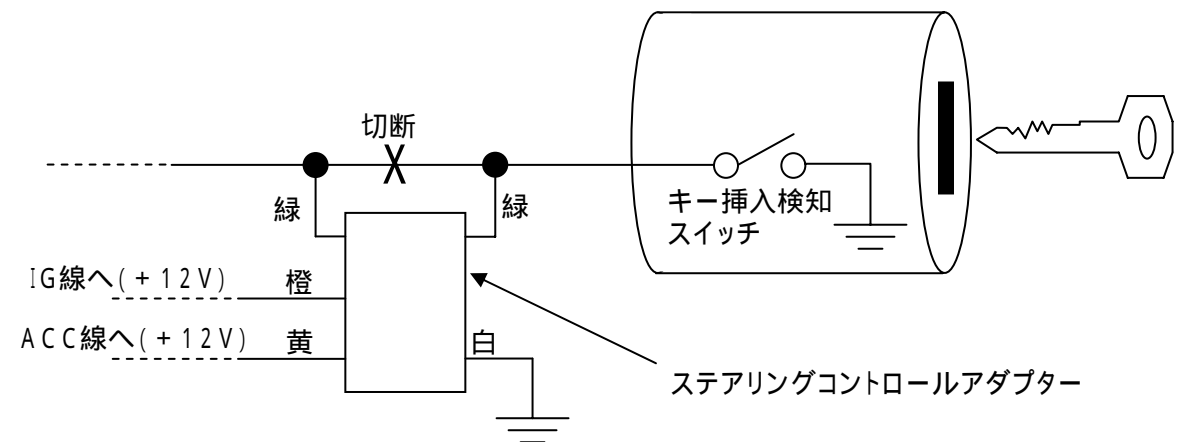 切断
緑
緑
キー挿入検知
スイッチ
IG線へ(+12V)
橙
ACC線へ(+12V)
黄
白
ステアリングコントロールアダプター